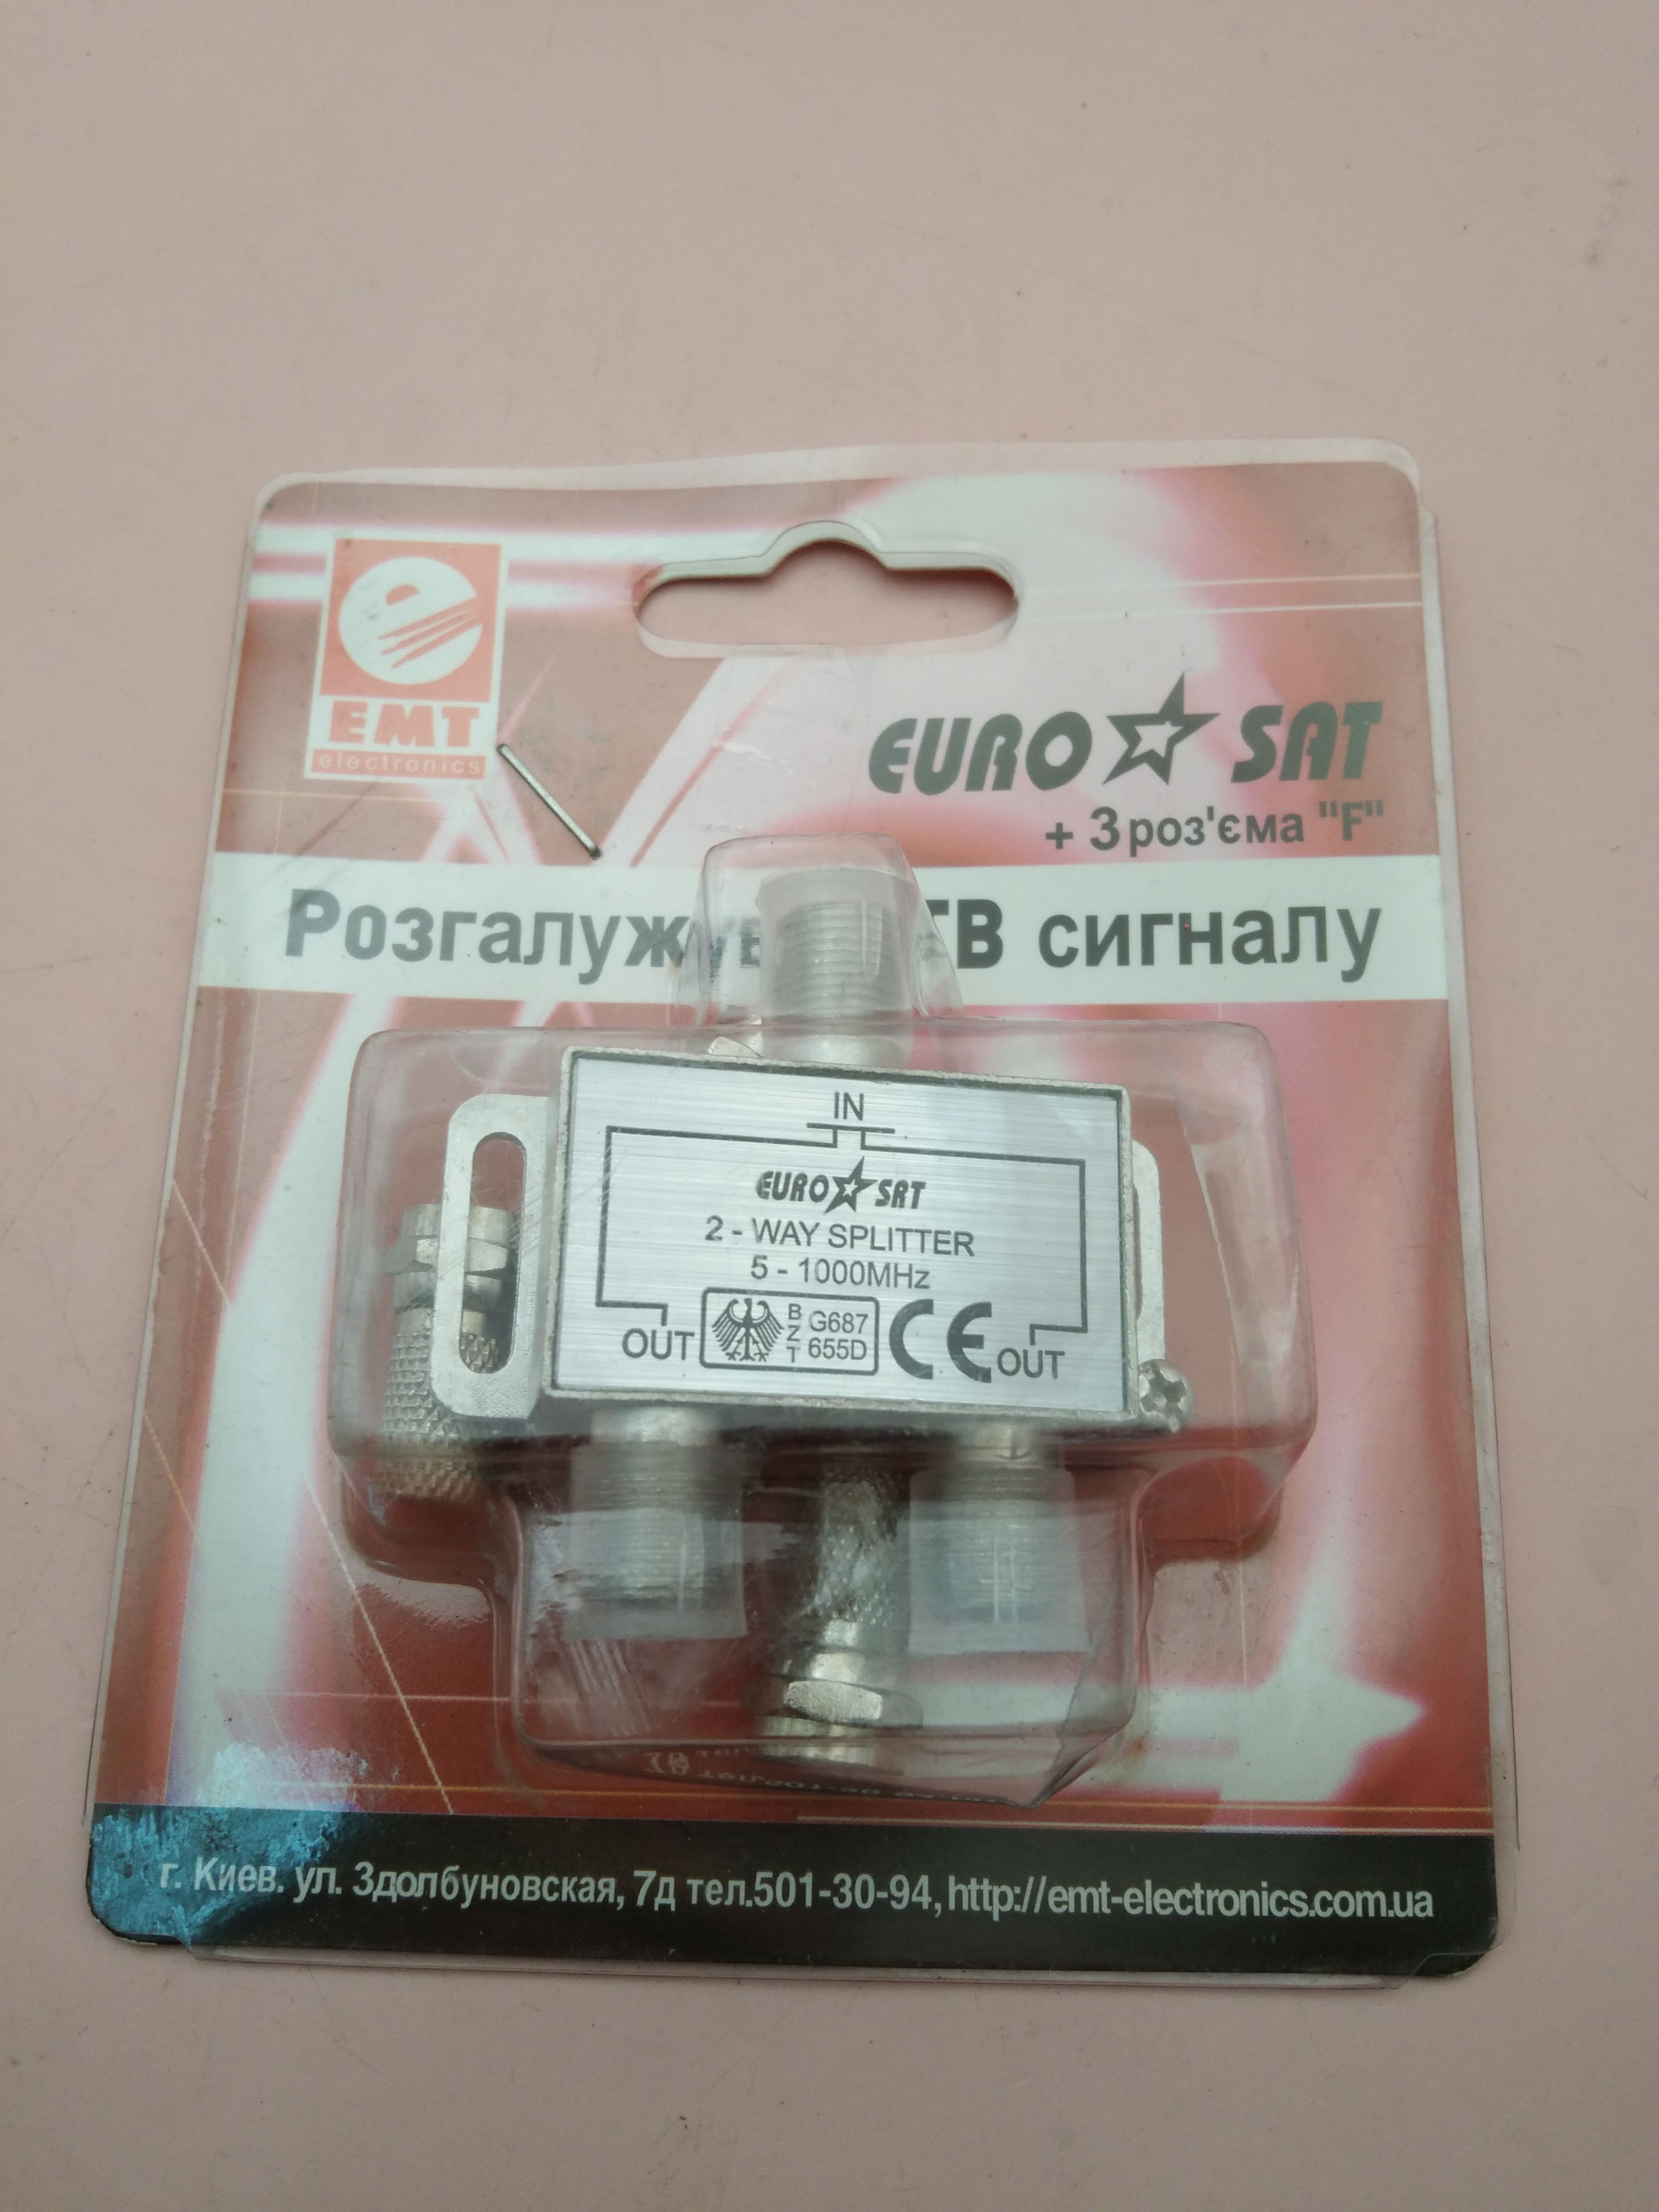 EMT
electronics
EURO SAT
+ 3 роз'єма "F"
ТВ сигналу
IN
EURO SAT
2 - WAY SPLITTER
5 - 1000MHz
OUT
BZT
G687
655D
CE
OUT
г. Киев. ул. Здолбуновская, 7д тел.501-30-94, http://emt-electronics.com.ua